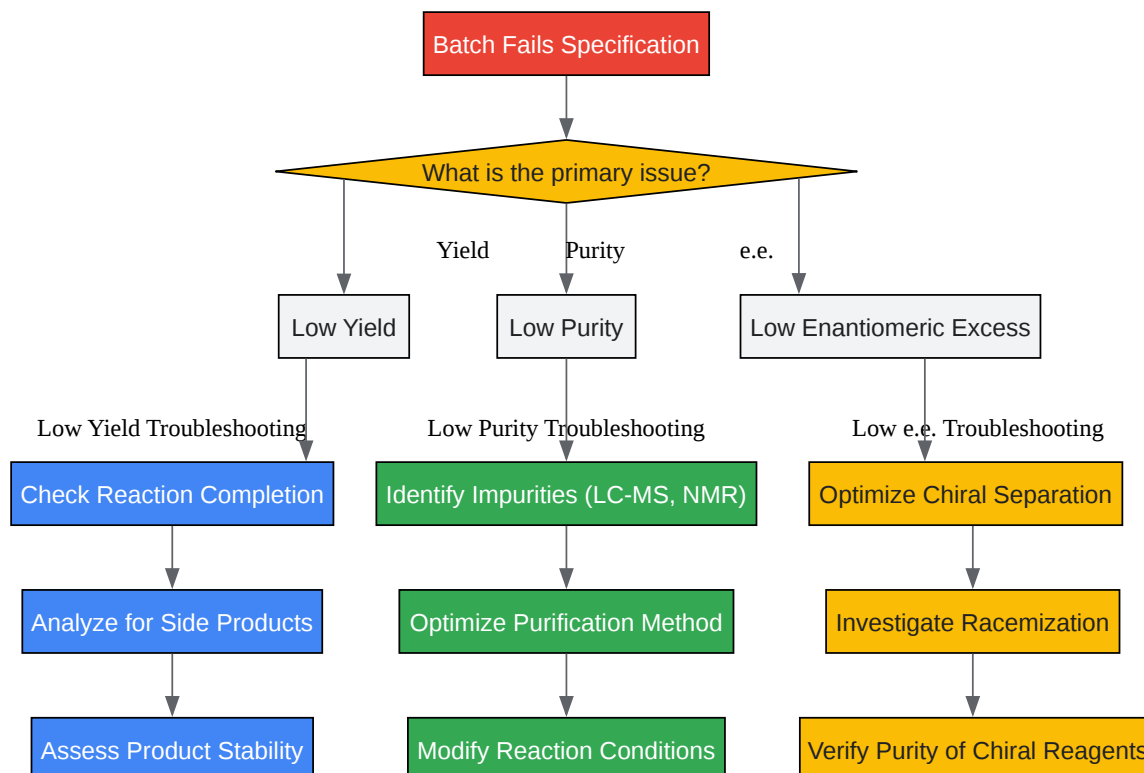 Batch Fails Specification
What is the primary issue?
Yield
Purity
e.e.
Low Yield
Low Purity
Low Enantiomeric Excess
Low Yield Troubleshooting
Low Purity Troubleshooting
Low e.e. Troubleshooting
Check Reaction Completion
Identify Impurities (LC-MS, NMR)
Optimize Chiral Separation
Analyze for Side Products
Optimize Purification Method
Investigate Racemization
Assess Product Stability
Modify Reaction Conditions
Verify Purity of Chiral Reagents